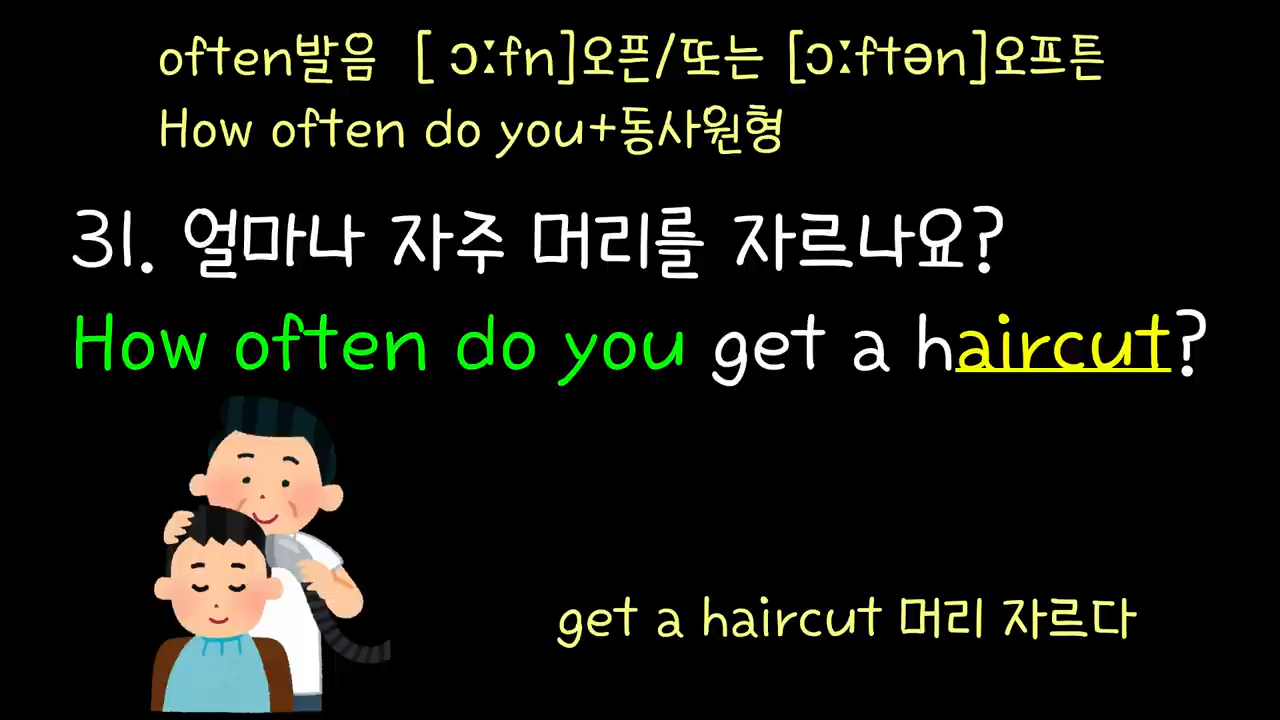 often발음 [ ɔːfn]오픈/또는 [ɔːftən]오프튼
How often do you+동사원형
31. 얼마나 자주 머리를 자르나요?
How often do you get a haircut?
get a haircut 머리 자르다